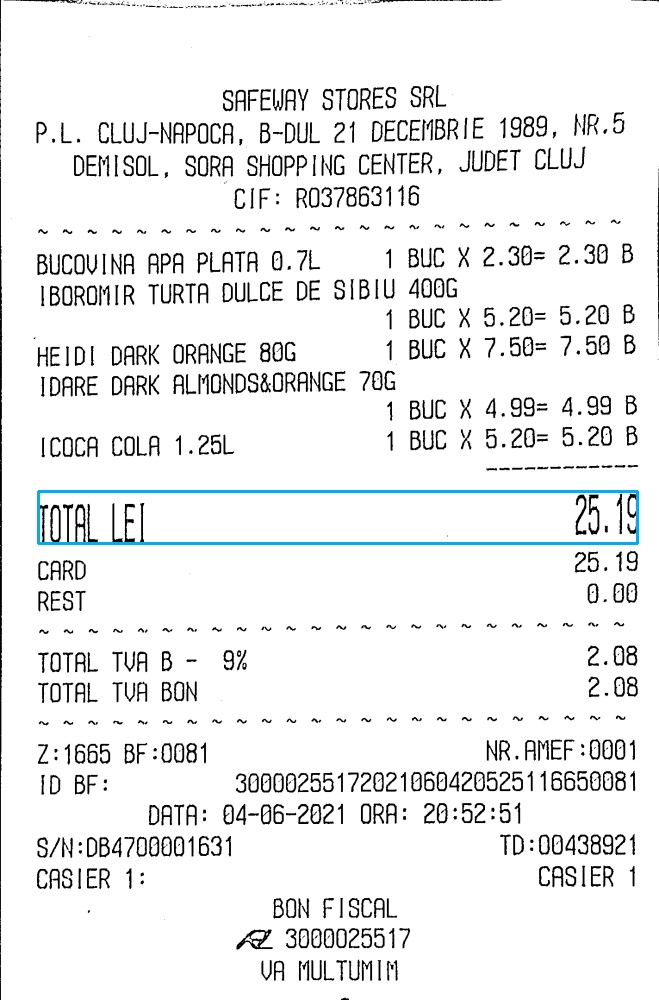 SAFEWAY STORES SRL
P.L. CLUJ-NAPOCA, B-DUL 21 DECEMBRIE 1989, NR.5
DEMISOL, SORA SHOPPING CENTER, JUDET CLUJ
CIF: RO37863116
~ ~ ~ ~ ~ ~ ~ ~ ~ ~ ~ ~ ~ ~ ~ ~ ~ ~ ~ ~ ~ ~ ~ ~
BUCOVINA APA PLATA 0.7L 1 BUC X 2.30= 2.30 B
IBOROMIR TURTA DULCE DE SIBIU 400G
1 BUC X 5.20= 5.20 B
HEIDI DARK ORANGE 80G 1 BUC X 7.50= 7.50 B
IDARE DARK ALMONDS&ORANGE 70G
1 BUC X 4.99= 4.99 B
ICOCA COLA 1.25L 1 BUC X 5.20= 5.20 B
------------
TOTAL LEI 25.19
CARD 25.19
REST 0.00
~ ~ ~ ~ ~ ~ ~ ~ ~ ~ ~ ~ ~ ~ ~ ~ ~ ~ ~ ~ ~ ~ ~ ~
TOTAL TVA B - 9% 2.08
TOTAL TVA BON 2.08
~ ~ ~ ~ ~ ~ ~ ~ ~ ~ ~ ~ ~ ~ ~ ~ ~ ~ ~ ~ ~ ~ ~ ~
Z:1665 BF:0081 NR.AMEF:0001
ID BF: 30000255172021060420525116650081
DATA: 04-06-2021 ORA: 20:52:51
S/N:DB4700001631 TD:00438921
CASIER 1: CASIER 1
BON FISCAL
3000025517
VA MULTUMIM